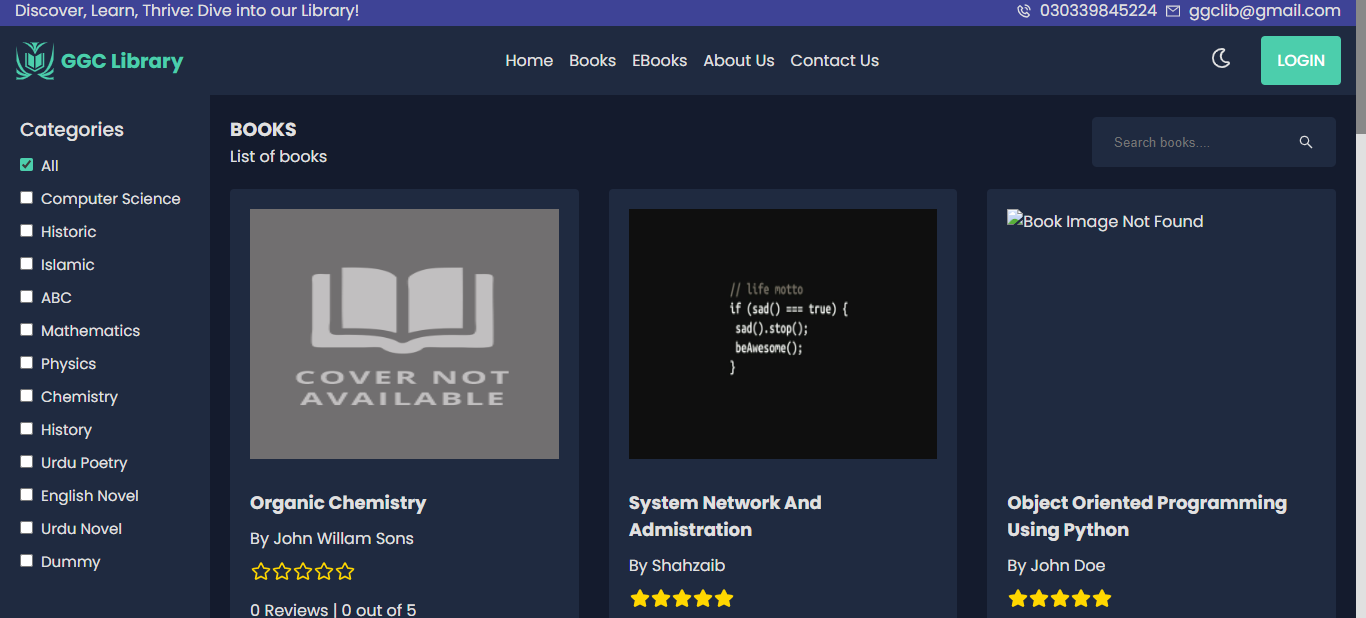 Discover, Learn, Thrive: Dive into our Library!
030339845224 ggclib@gmail.com
GGC Library
Home Books EBooks About Us Contact Us
LOGIN
Categories
All
Computer Science
Historic
Islamic
ABC
Mathematics
Physics
Chemistry
History
Urdu Poetry
English Novel
Urdu Novel
Dummy
BOOKS
List of books
Search books....
COVER NOT
AVAILABLE
Organic Chemistry
By John Willam Sons
0 Reviews | 0 out of 5
// life motto
if (sad() === true) {
sad().stop();
beAwesome();
}
System Network And
Admistration
By Shahzaib
Book Image Not Found
Object Oriented Programming
Using Python
By John Doe